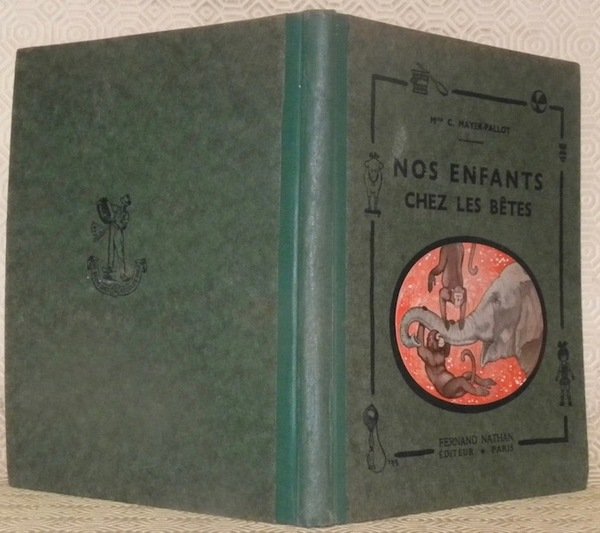 Mme C. MAYER-PALLOT
NOS ENFANTS
CHEZ LES BÊTES
FERNAND NATHAN
ÉDITEUR * PARIS